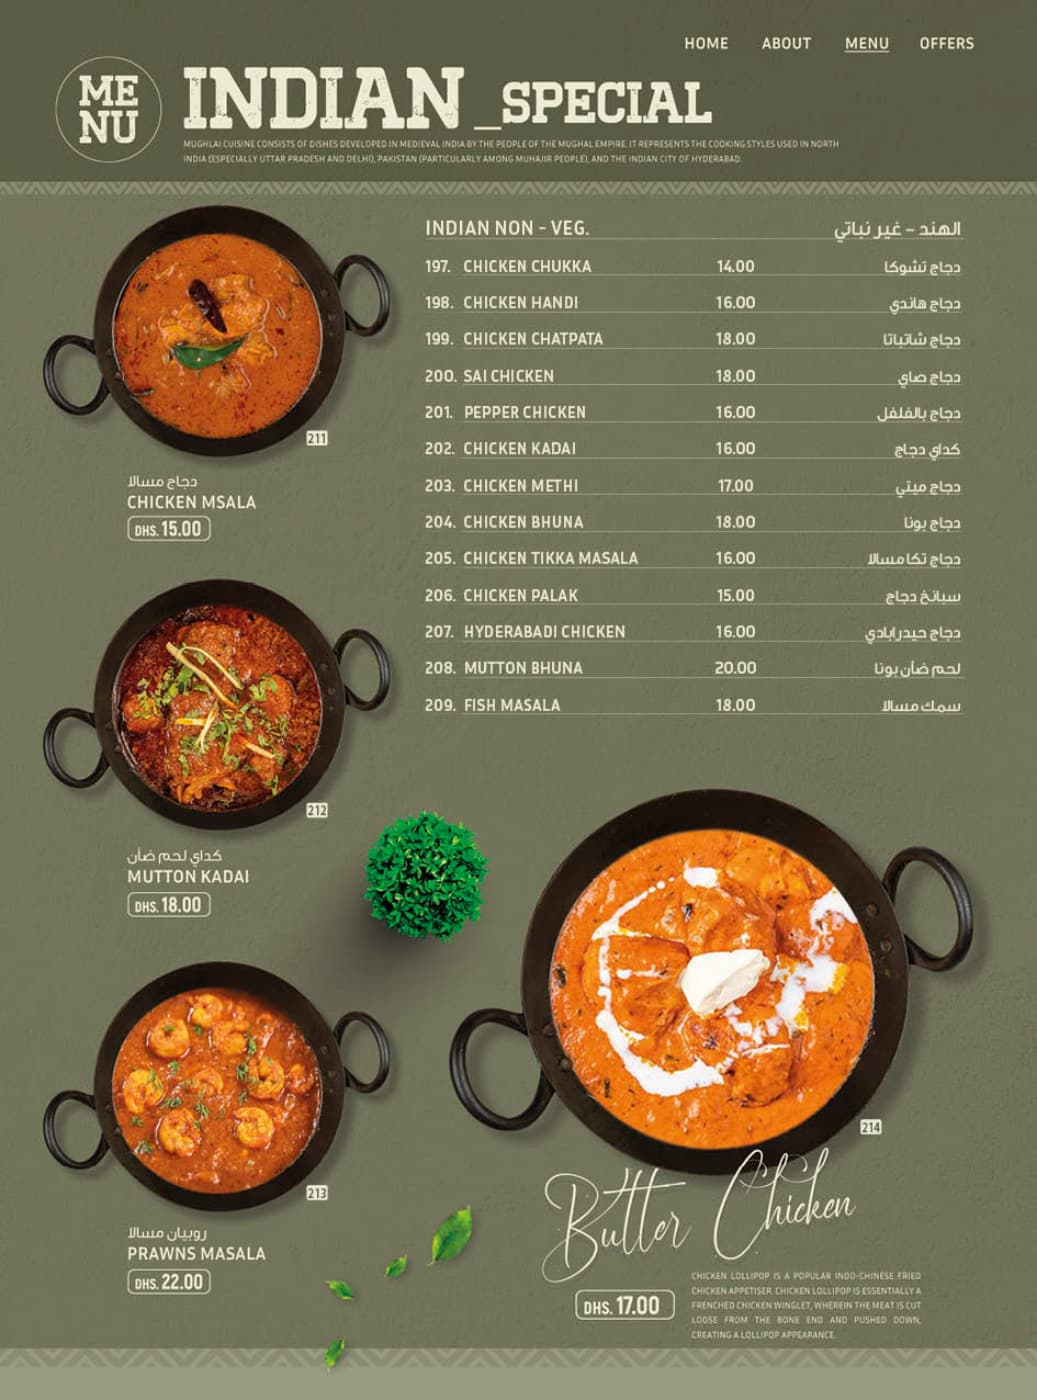 HOME ABOUT MENU OFFERS
ME
NU
INDIAN _SPECIAL
MUGHLAI CUISINE CONSISTS OF DISHES DEVELOPED IN MEDIEVAL INDIA BY THE PEOPLE OF THE MUGHAL EMPIRE. IT REPRESENTS THE COOKING STYLES USED IN NORTH
INDIA (ESPECIALLY UTTAR PRADESH AND DELHI), PAKISTAN (PARTICULARLY AMONG MUHAJIR PEOPLE), AND THE INDIAN CITY OF HYDERABAD.
211
دجاج مسالا
CHICKEN MSALA
DHS. 15.00
212
كداي لحم ضأن
MUTTON KADAI
DHS. 18.00
213
روبيان مسالا
PRAWNS MASALA
DHS. 22.00
INDIAN NON - VEG. الهند - غير نباتي
197. CHICKEN CHUKKA 14.00 دجاج تشوكا
198. CHICKEN HANDI 16.00 دجاج هاندي
199. CHICKEN CHATPATA 18.00 دجاج شاتباتا
200. SAI CHICKEN 18.00 دجاج صاي
201. PEPPER CHICKEN 16.00 دجاج بالفلفل
202. CHICKEN KADAI 16.00 كداي دجاج
203. CHICKEN METHI 17.00 دجاج ميتي
204. CHICKEN BHUNA 18.00 دجاج بونا
205. CHICKEN TIKKA MASALA 16.00 دجاج تكا مسالا
206. CHICKEN PALAK 15.00 سبانخ دجاج
207. HYDERABADI CHICKEN 16.00 دجاج حيدرابادي
208. MUTTON BHUNA 20.00 لحم ضأن بونا
209. FISH MASALA 18.00 سمك مسالا
214
Butter Chicken
DHS. 17.00
CHICKEN LOLLIPOP IS A POPULAR INDO-CHINESE FRIED
CHICKEN APPETISER. CHICKEN LOLLIPOP IS ESSENTIALLY A
FRENCHED CHICKEN WINGLET, WHEREIN THE MEAT IS CUT
LOOSE FROM THE BONE END AND PUSHED DOWN,
CREATING A LOLLIPOP APPEARANCE.